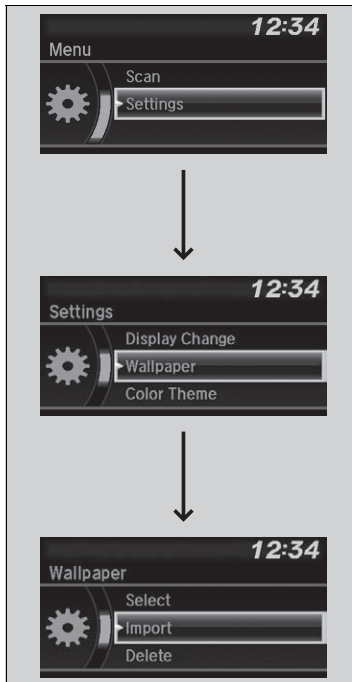 12:34
Menu
Scan
Settings
12:34
Settings
Display Change
Wallpaper
Color Theme
12:34
Wallpaper
Select
Import
Delete